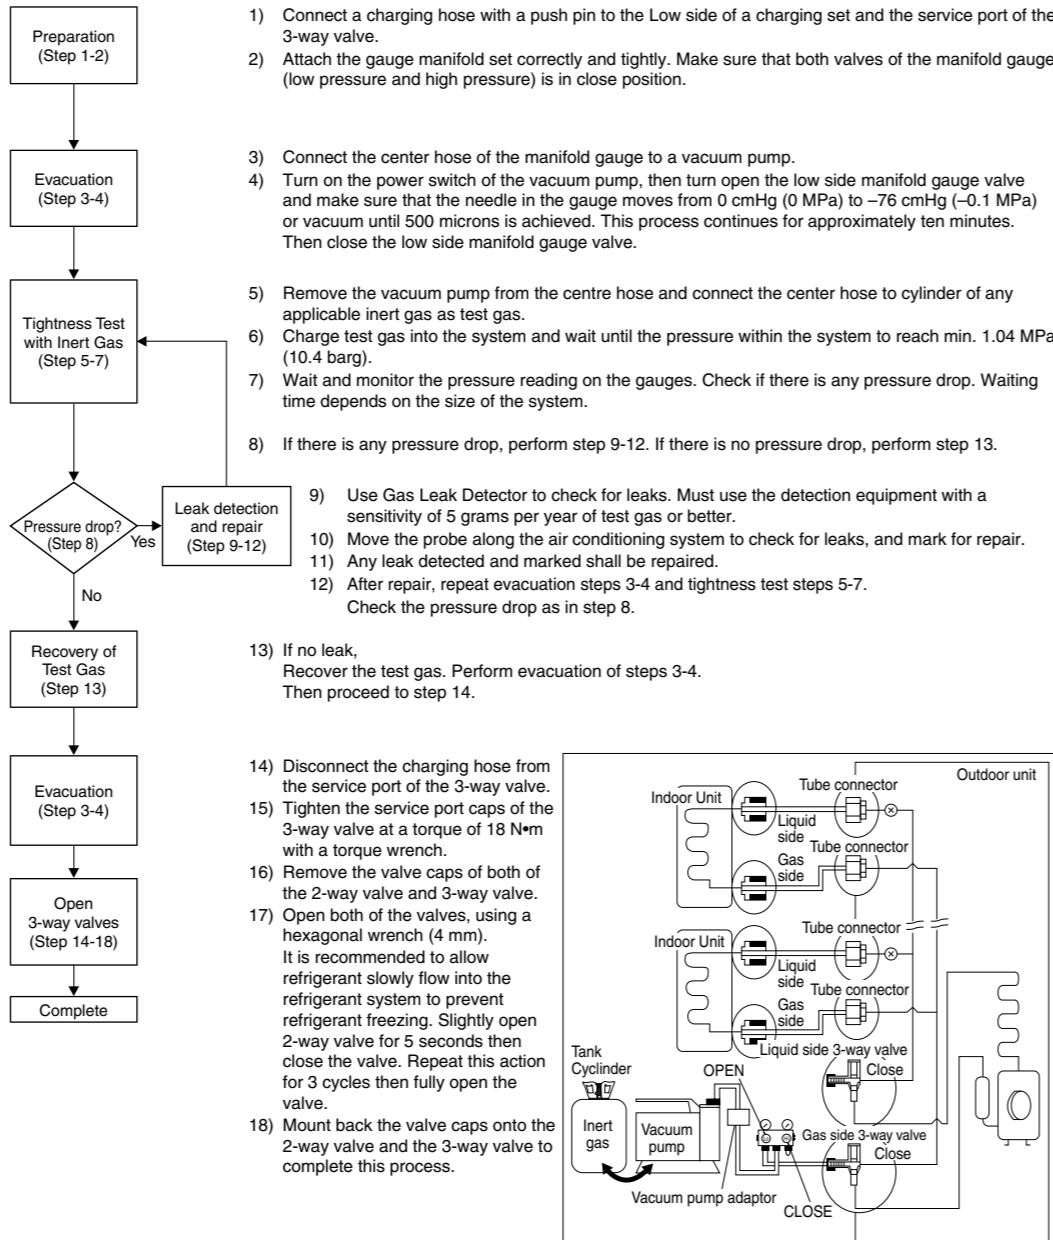 Preparation
(Step 1-2)
1) Connect a charging hose with a push pin to the Low side of a charging set and the service port of the
3-way valve.
2) Attach the gauge manifold set correctly and tightly. Make sure that both valves of the manifold gauge
(low pressure and high pressure) is in close position.
Evacuation
(Step 3-4)
3) Connect the center hose of the manifold gauge to a vacuum pump.
4) Turn on the power switch of the vacuum pump, then turn open the low side manifold gauge valve
and make sure that the needle in the gauge moves from 0 cmHg (0 MPa) to –76 cmHg (–0.1 MPa)
or vacuum until 500 microns is achieved. This process continues for approximately ten minutes.
Then close the low side manifold gauge valve.
Tightness Test
with Inert Gas
(Step 5-7)
5) Remove the vacuum pump from the centre hose and connect the center hose to cylinder of any
applicable inert gas as test gas.
6) Charge test gas into the system and wait until the pressure within the system to reach min. 1.04 MPa
(10.4 barg).
7) Wait and monitor the pressure reading on the gauges. Check if there is any pressure drop. Waiting
time depends on the size of the system.
8) If there is any pressure drop, perform step 9-12. If there is no pressure drop, perform step 13.
Pressure drop?
(Step 8)
Yes
No
Leak detection
and repair
(Step 9-12)
9) Use Gas Leak Detector to check for leaks. Must use the detection equipment with a
sensitivity of 5 grams per year of test gas or better.
10) Move the probe along the air conditioning system to check for leaks, and mark for repair.
11) Any leak detected and marked shall be repaired.
12) After repair, repeat evacuation steps 3-4 and tightness test steps 5-7.
Check the pressure drop as in step 8.
Recovery of
Test Gas
(Step 13)
13) If no leak,
Recover the test gas. Perform evacuation of steps 3-4.
Then proceed to step 14.
Evacuation
(Step 3-4)
Open
3-way valves
(Step 14-18)
Complete
14) Disconnect the charging hose from
the service port of the 3-way valve.
15) Tighten the service port caps of the
3-way valve at a torque of 18 N•m
with a torque wrench.
16) Remove the valve caps of both of
the 2-way valve and 3-way valve.
17) Open both of the valves, using a
hexagonal wrench (4 mm).
It is recommended to allow
refrigerant slowly flow into the
refrigerant system to prevent
refrigerant freezing. Slightly open
2-way valve for 5 seconds then
close the valve. Repeat this action
for 3 cycles then fully open the
valve.
18) Mount back the valve caps onto the
2-way valve and the 3-way valve to
complete this process.
Outdoor unit
Tube connector
Indoor Unit
Liquid
side
Tube connector
Gas
side
Tube connector
Indoor Unit
Liquid
side
Tube connector
Gas
side
Liquid side 3-way valve
Close
Tank
Cyclinder
OPEN
Inert
gas
Vacuum
pump
Gas side 3-way valve
Close
Vacuum pump adaptor
CLOSE